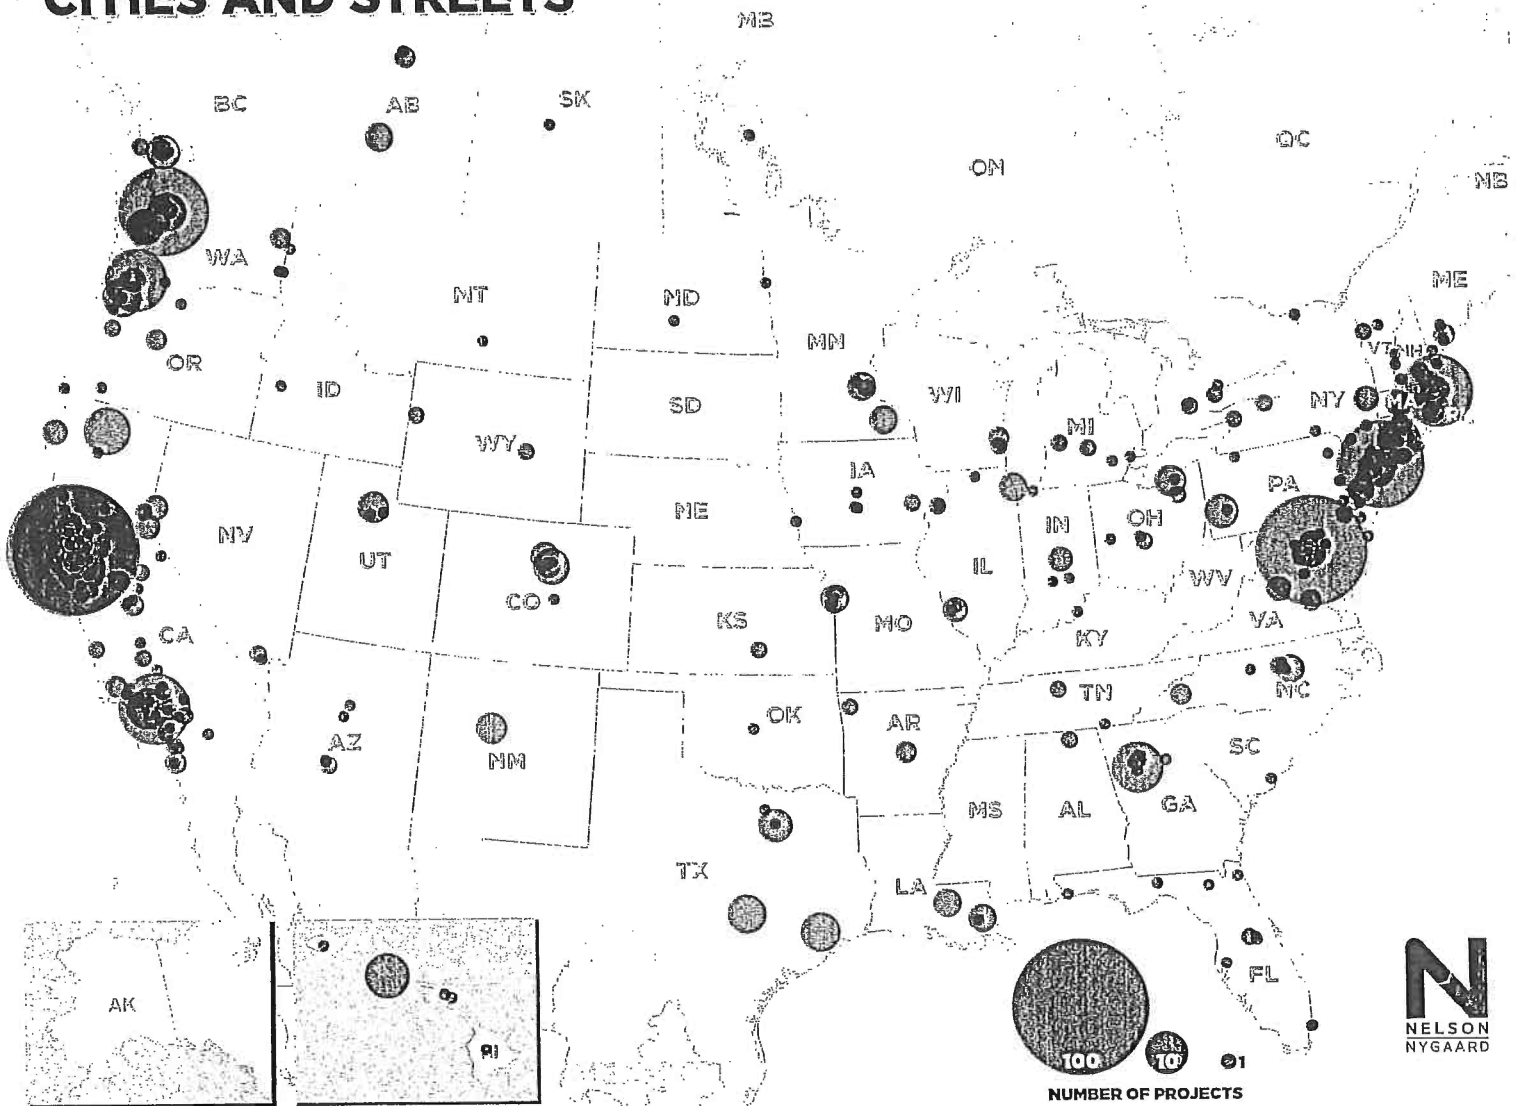 CITIES AND STREETS
MB
BC
AB
SK
ON
QC
NB
WA
MT
ND
MN
ME
OR
ID
SD
WI
VT NH
WY
MI
NY
MA
IA
NV
UT
NE
IN
OH
PA
CO
IL
WV
KS
MO
VA
CA
KY
AZ
NM
OK
AR
TN
NC
SC
MS
AL
GA
TX
LA
FL
AK
HI
100
10
1
NUMBER OF PROJECTS
N
NELSON
NYGAARD